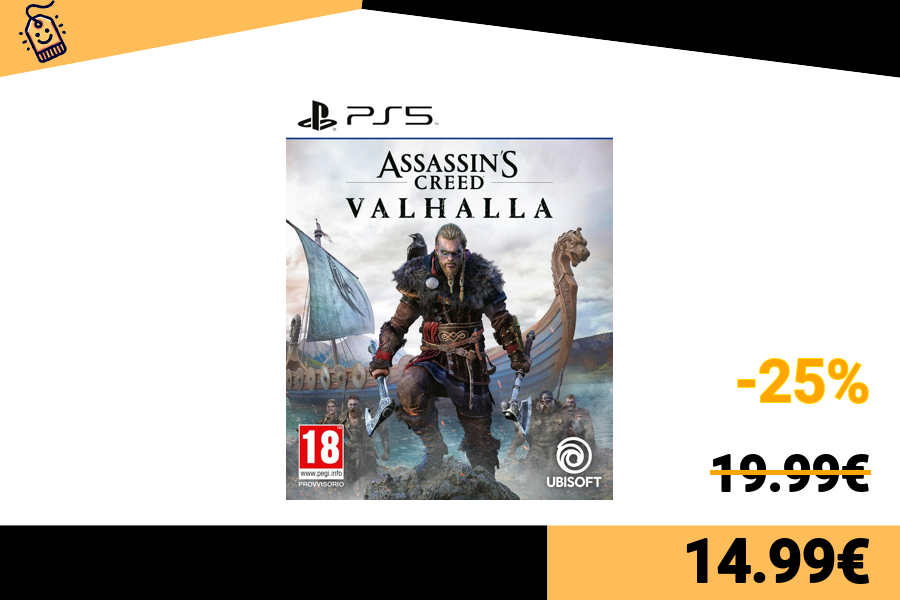 PS5
ASSASSIN'S
CREED
VALHALLA
18
www.pegi.info
PROVVISORIO
UBISOFT
-25%
19.99€
14.99€